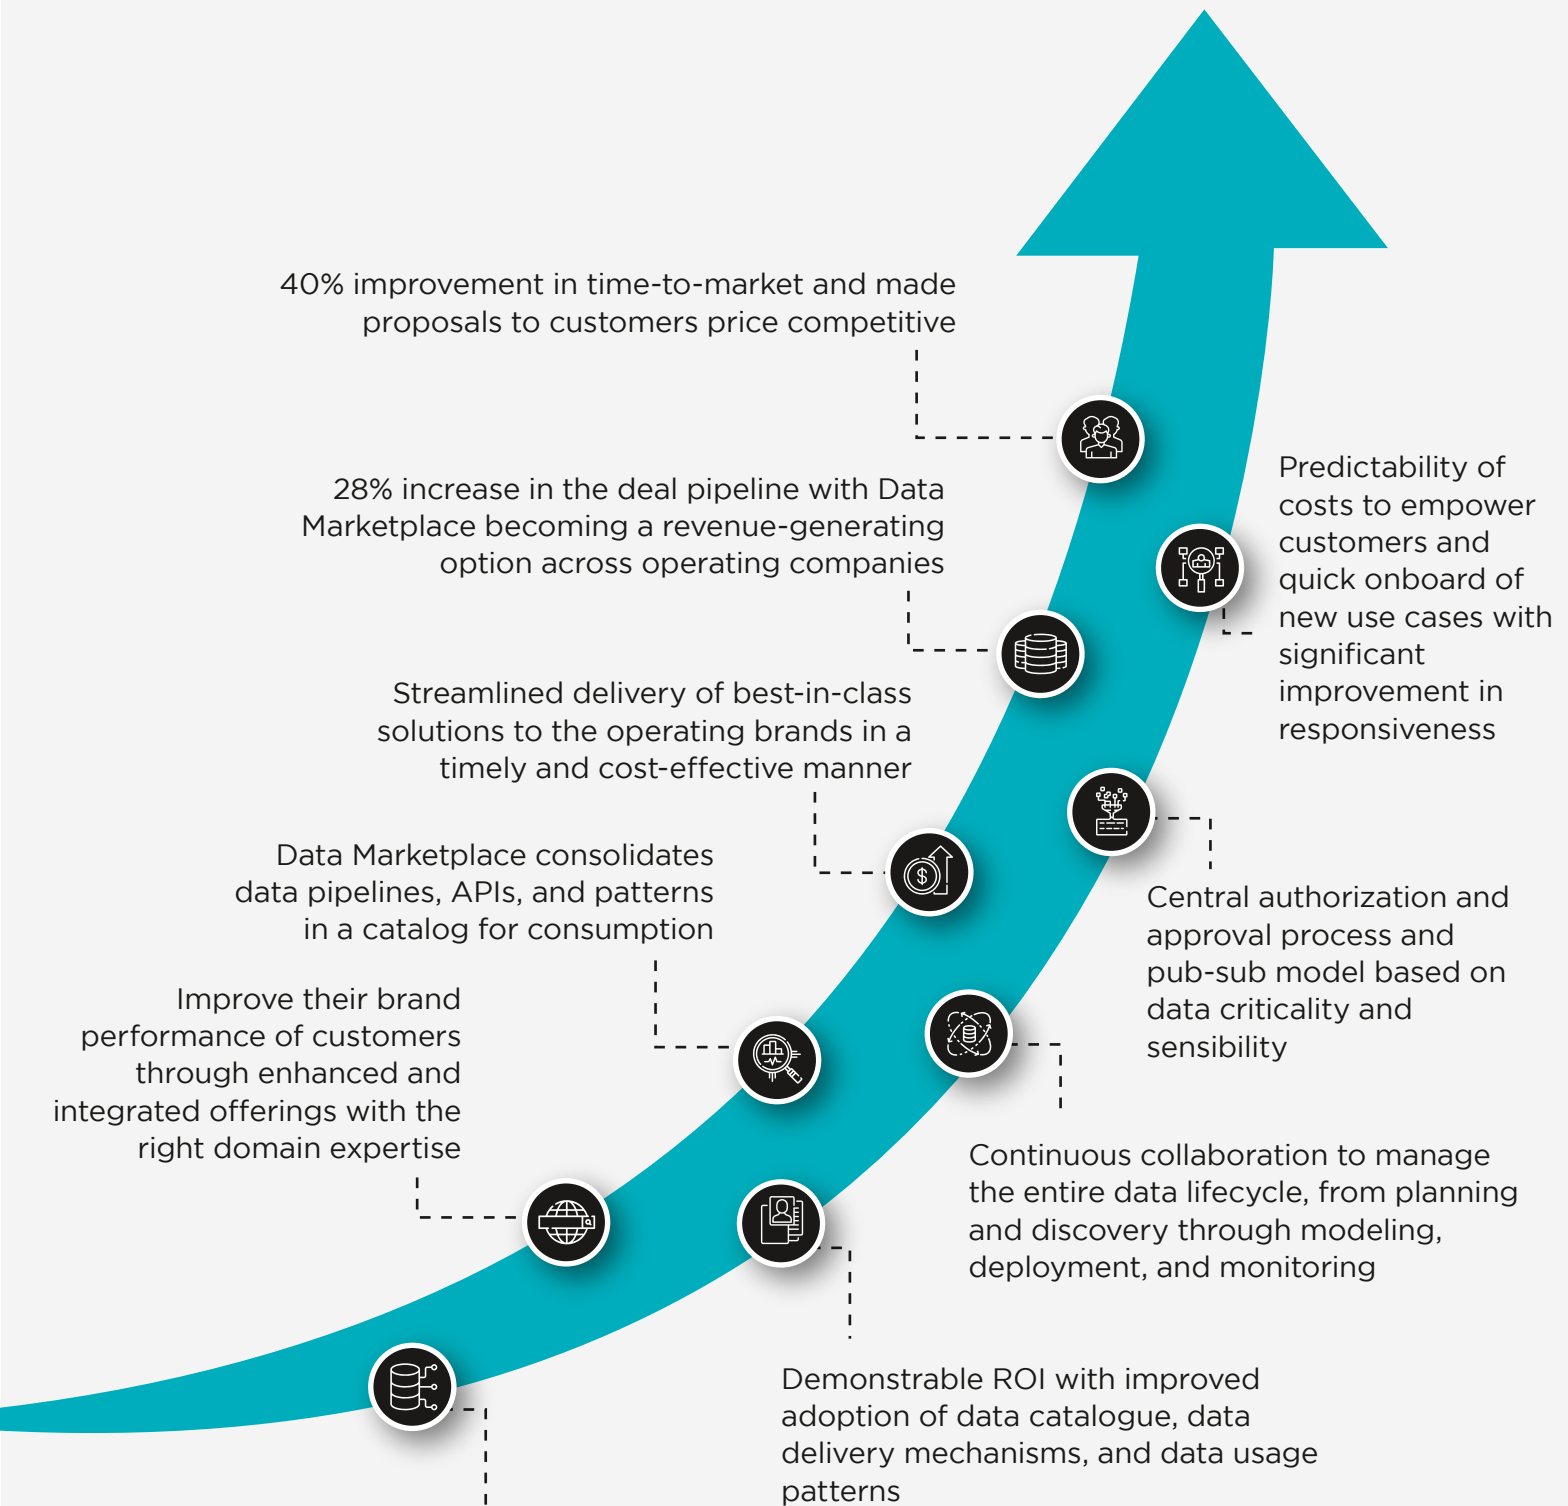 40% improvement in time-to-market and made
proposals to customers price competitive
28% increase in the deal pipeline with Data
Marketplace becoming a revenue-generating
option across operating companies
Predictability of
costs to empower
customers and
quick onboard of
new use cases with
significant
improvement in
responsiveness
Streamlined delivery of best-in-class
solutions to the operating brands in a
timely and cost-effective manner
Data Marketplace consolidates
data pipelines, APIs, and patterns
in a catalog for consumption
Central authorization and
approval process and
pub-sub model based on
data criticality and
sensibility
Improve their brand
performance of customers
through enhanced and
integrated offerings with the
right domain expertise
Continuous collaboration to manage
the entire data lifecycle, from planning
and discovery through modeling,
deployment, and monitoring
Demonstrable ROI with improved
adoption of data catalogue, data
delivery mechanisms, and data usage
patterns
$